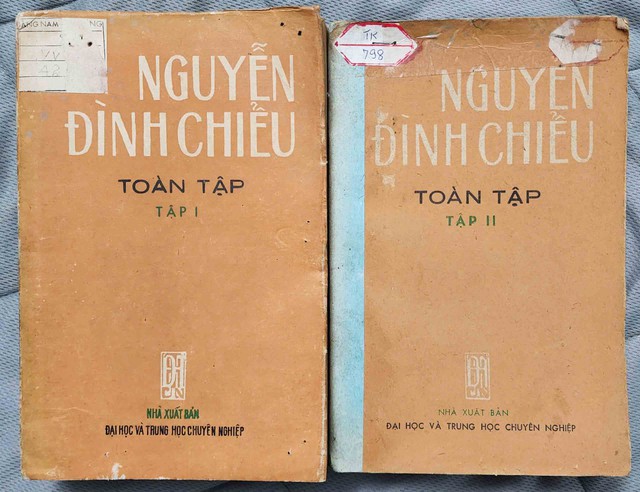 NGUYỄN
ĐÌNH CHIỂU
TOÀN TẬP
TẬP I
NHÀ XUẤT BẢN
ĐẠI HỌC VÀ TRUNG HỌC CHUYÊN NGHIỆP
TK
798
NGUYỄN
ĐÌNH CHIỂU
TOÀN TẬP
TẬP II
NHÀ XUẤT BẢN
ĐẠI HỌC VÀ TRUNG HỌC CHUYÊN NGHIỆP